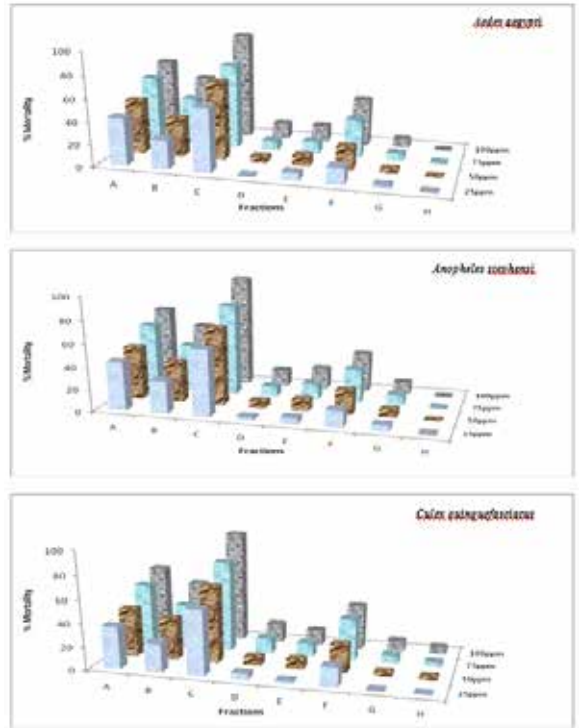 Aedes aegypti
100
80
60
40
20
0
% Mortality
A B C D E F G H
Fractions
100ppm
75ppm
50ppm
25ppm
Anopheles stephensi
100
80
60
40
20
0
% Mortality
A B C D E F G H
Fractions
100ppm
75ppm
50ppm
25ppm
Culex quinquefasciatus
100
80
60
40
20
0
% Mortality
A B C D E F G H
Fractions
100ppm
75ppm
50ppm
25ppm